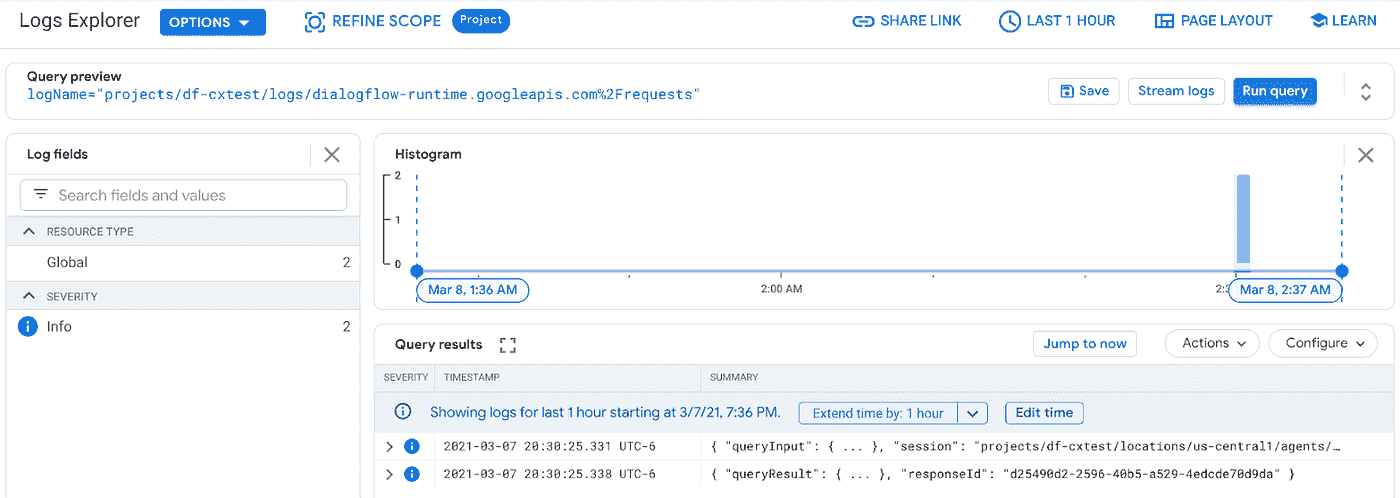 Logs Explorer OPTIONS REFINE SCOPE Project SHARE LINK LAST 1 HOUR PAGE LAYOUT LEARN
Query preview
logName="projects/df-cxtest/logs/dialogflow-runtime.googleapis.com%2Frequests"
Save Stream logs Run query
Log fields
Search fields and values
RESOURCE TYPE
Global 2
SEVERITY
Info 2
Histogram
2
1
0
Mar 8, 1:36 AM 2:00 AM Mar 8, 2:37 AM
Query results Jump to now Actions Configure
SEVERITY TIMESTAMP SUMMARY
Showing logs for last 1 hour starting at 3/7/21, 7:36 PM. Extend time by: 1 hour Edit time
2021-03-07 20:30:25.331 UTC-6 { "queryInput": { ... }, "session": "projects/df-cxtest/locations/us-central1/agents/…
2021-03-07 20:30:25.338 UTC-6 { "queryResult": { ... }, "responseId": "d25490d2-2596-40b5-a529-4edcde70d9da" }